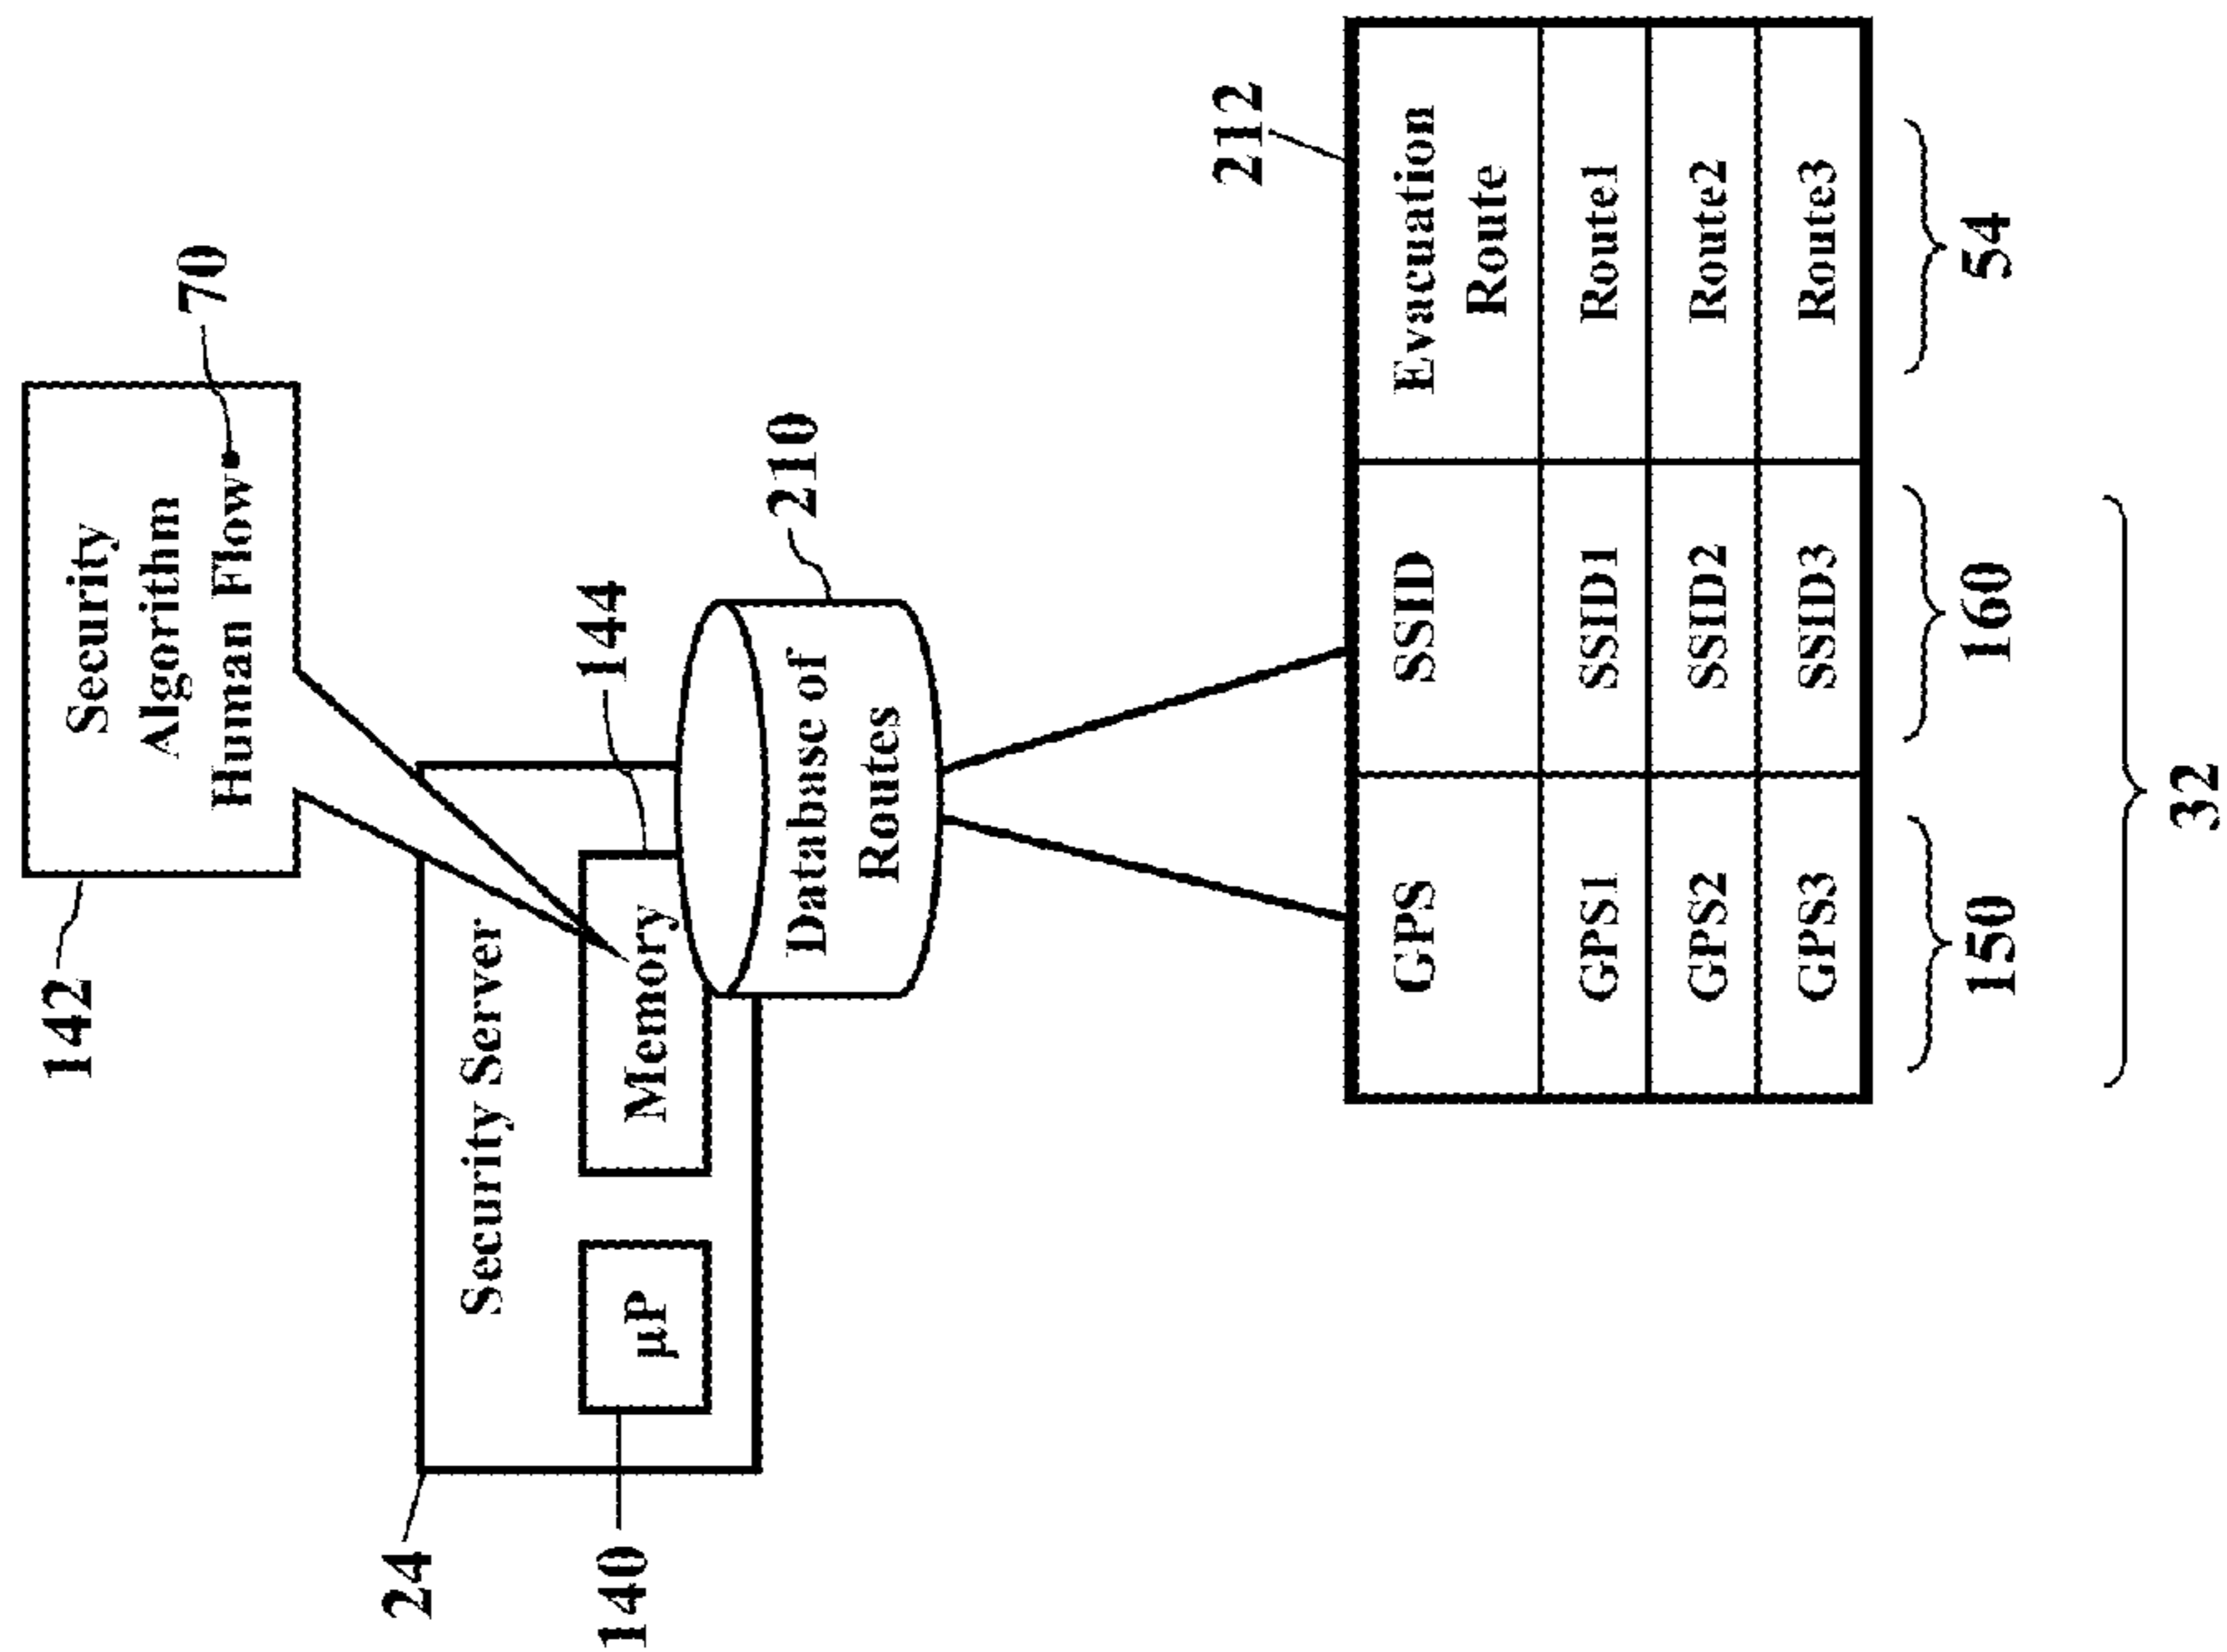 142
Security
Algorithm
Human Flow
70
24
Security Server
140
µP
Memory
144
Database of
Routes
210
212
GPS SSID Evacuation
Route
GPS1 SSID1 Route1
GPS2 SSID2 Route2
GPS3 SSID3 Route3
150 160 54
32